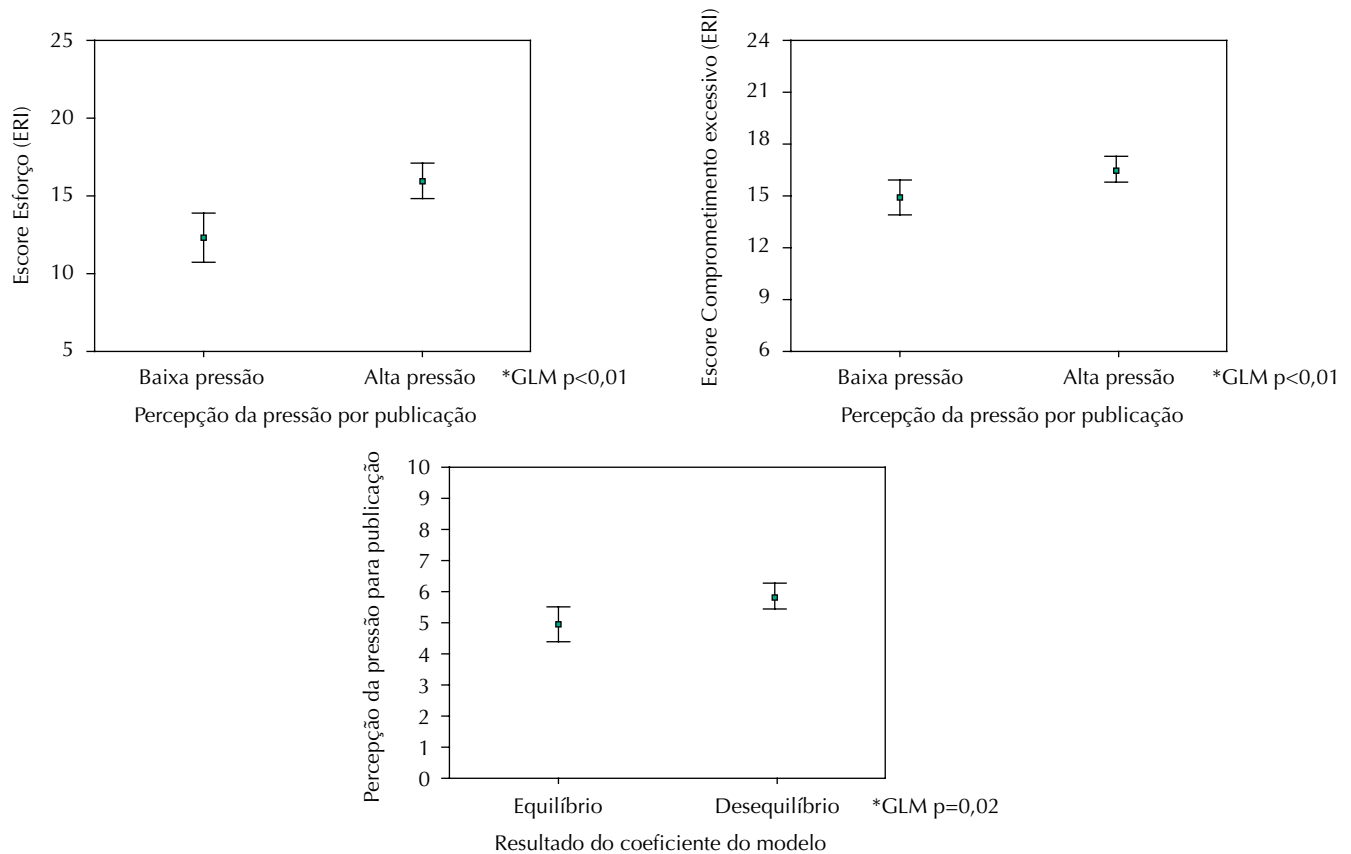 Escore Esforço (ERI)
25
20
15
10
5
Baixa pressão
Alta pressão
*GLM p<0,01
Percepção da pressão por publicação
Escore Comprometimento excessivo (ERI)
24
21
18
15
12
9
6
Baixa pressão
Alta pressão
*GLM p<0,01
Percepção da pressão por publicação
Percepção da pressão para publicação
10
9
8
7
6
5
4
3
2
1
0
Equilíbrio
Desequilíbrio
*GLM p=0,02
Resultado do coeficiente do modelo